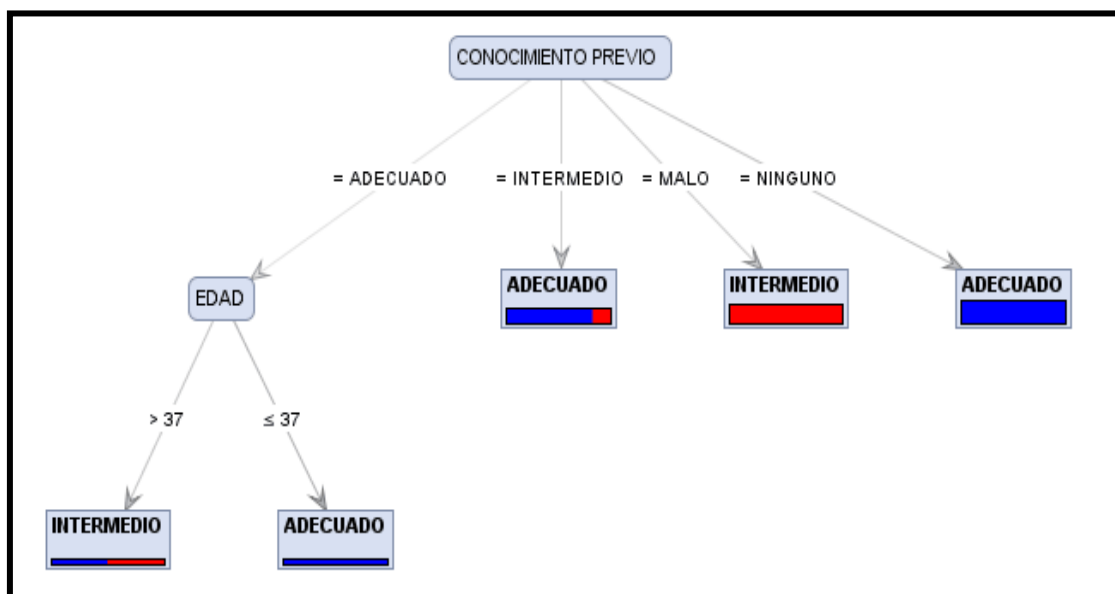 CONOCIMIENTO PREVIO
= ADECUADO
= INTERMEDIO
= MALO
= NINGUNO
EDAD
ADECUADO
INTERMEDIO
ADECUADO
> 37
≤ 37
INTERMEDIO
ADECUADO